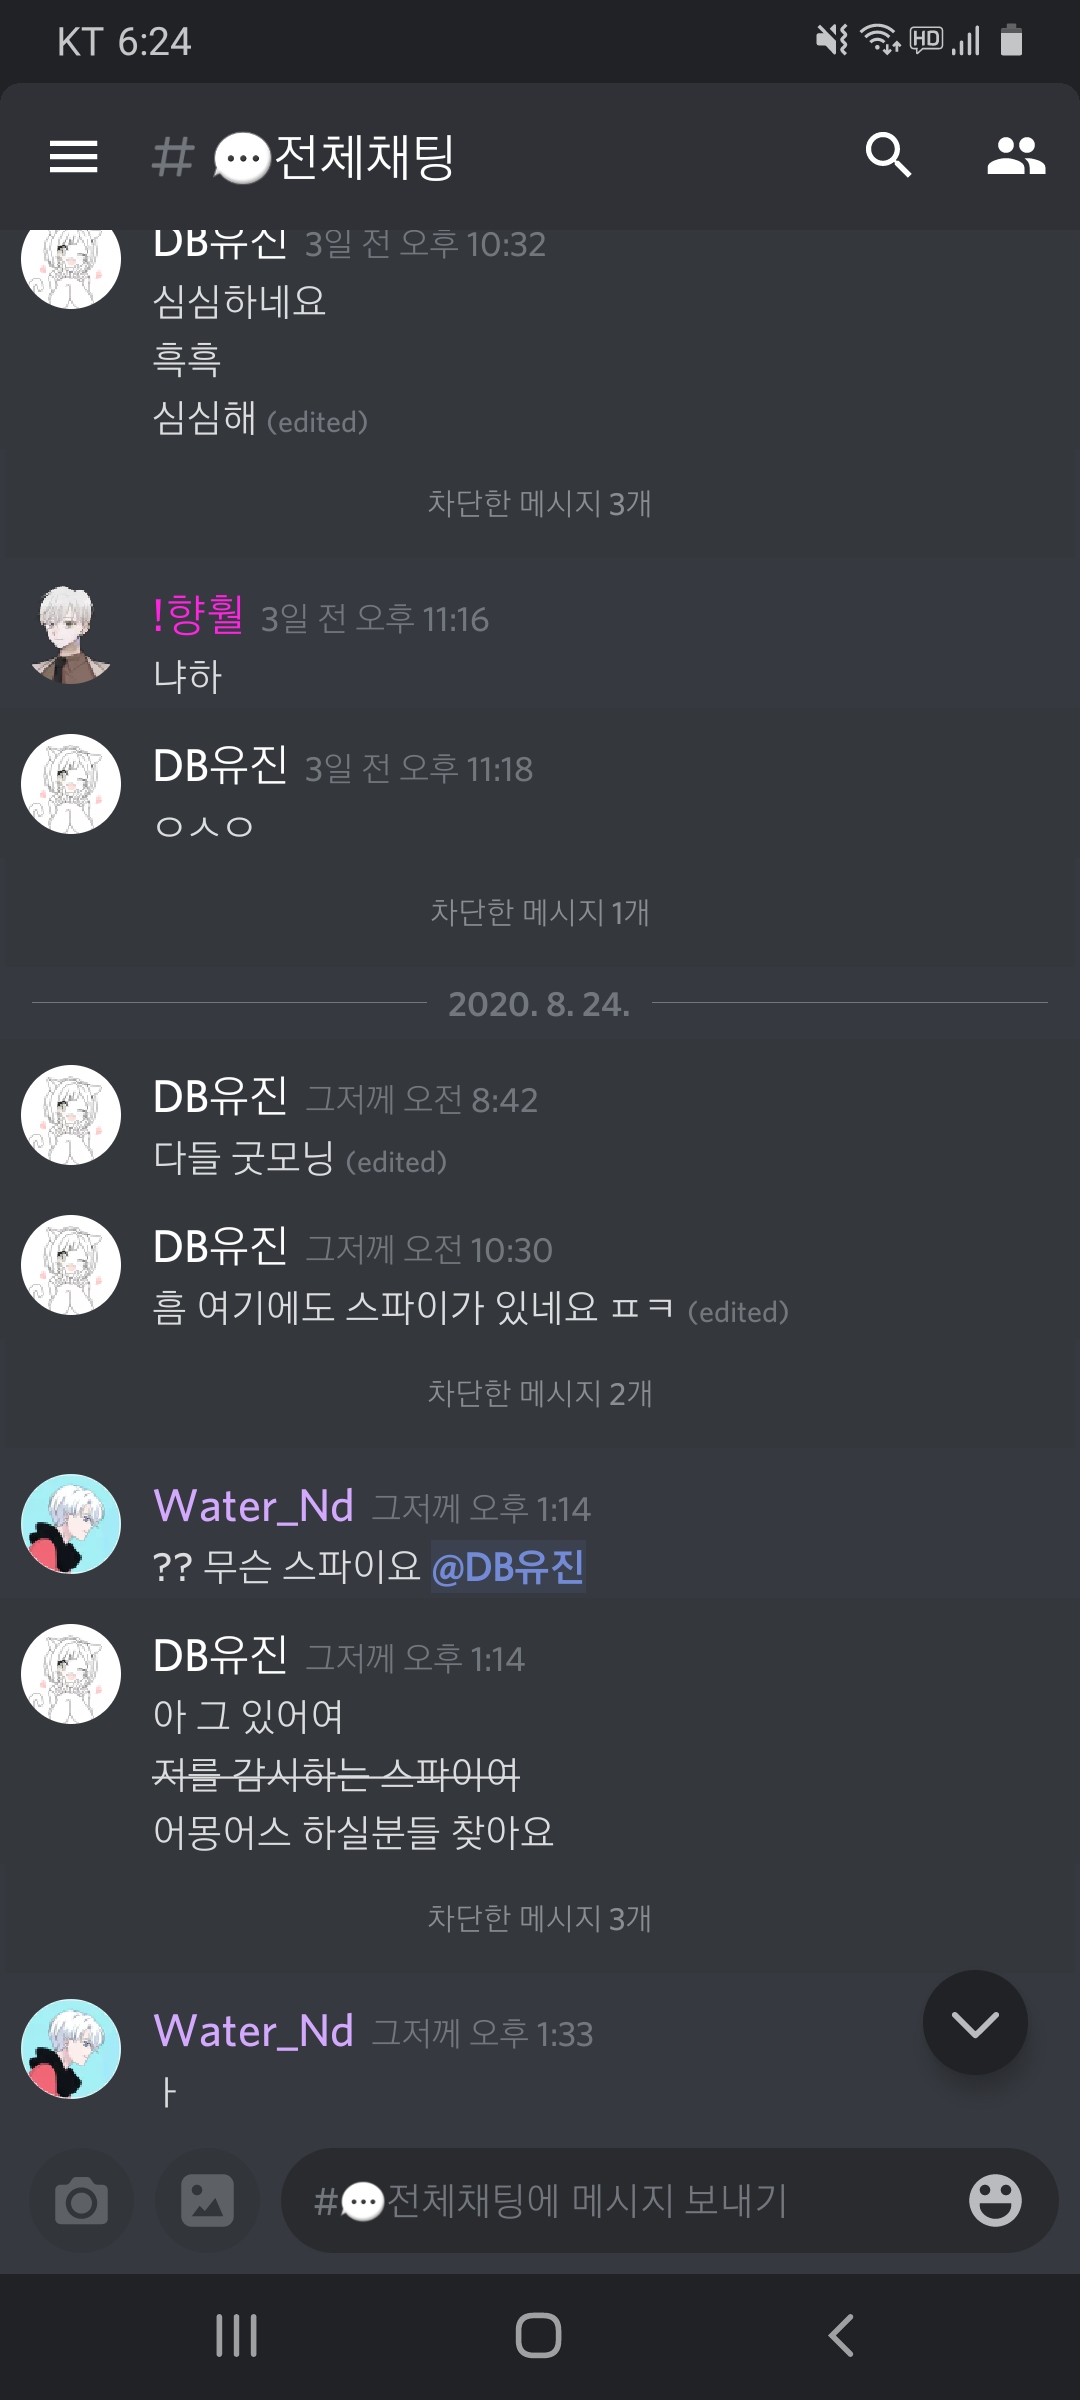 KT 6:24
HD
# 💬전체채팅
DB유진 3일 전 오후 10:32
심심하네요
흑흑
심심해 (edited)
차단한 메시지 3개
!향훨 3일 전 오후 11:16
냐하
DB유진 3일 전 오후 11:18
ㅇㅅㅇ
차단한 메시지 1개
2020. 8. 24.
DB유진 그저께 오전 8:42
다들 굿모닝 (edited)
DB유진 그저께 오전 10:30
흠 여기에도 스파이가 있네요 ㅍㅋ (edited)
차단한 메시지 2개
Water_Nd 그저께 오후 1:14
?? 무슨 스파이요 @DB유진
DB유진 그저께 오후 1:14
아 그 있어여
저를 감시하는 스파이여
어몽어스 하실분들 찾아요
차단한 메시지 3개
Water_Nd 그저께 오후 1:33
ㅏ
#💬전체채팅에 메시지 보내기